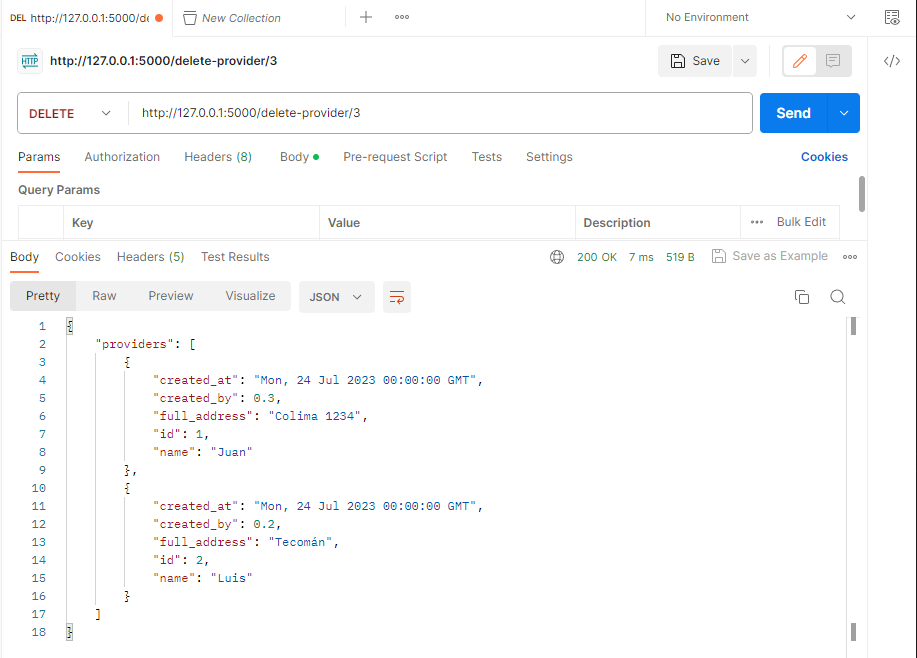 DEL http://127.0.0.1:5000/de
New Collection
No Environment
HTTP http://127.0.0.1:5000/delete-provider/3
Save
DELETE http://127.0.0.1:5000/delete-provider/3
Send
Params Authorization Headers (8) Body Pre-request Script Tests Settings Cookies
Query Params
Key Value Description Bulk Edit
Body Cookies Headers (5) Test Results 200 OK 7 ms 519 B Save as Example
Pretty Raw Preview Visualize JSON
1 {
2 "providers": [
3 {
4 "created_at": "Mon, 24 Jul 2023 00:00:00 GMT",
5 "created_by": 0.3,
6 "full_address": "Colima 1234",
7 "id": 1,
8 "name": "Juan"
9 },
10 {
11 "created_at": "Mon, 24 Jul 2023 00:00:00 GMT",
12 "created_by": 0.2,
13 "full_address": "Tecomán",
14 "id": 2,
15 "name": "Luis"
16 }
17 ]
18 }